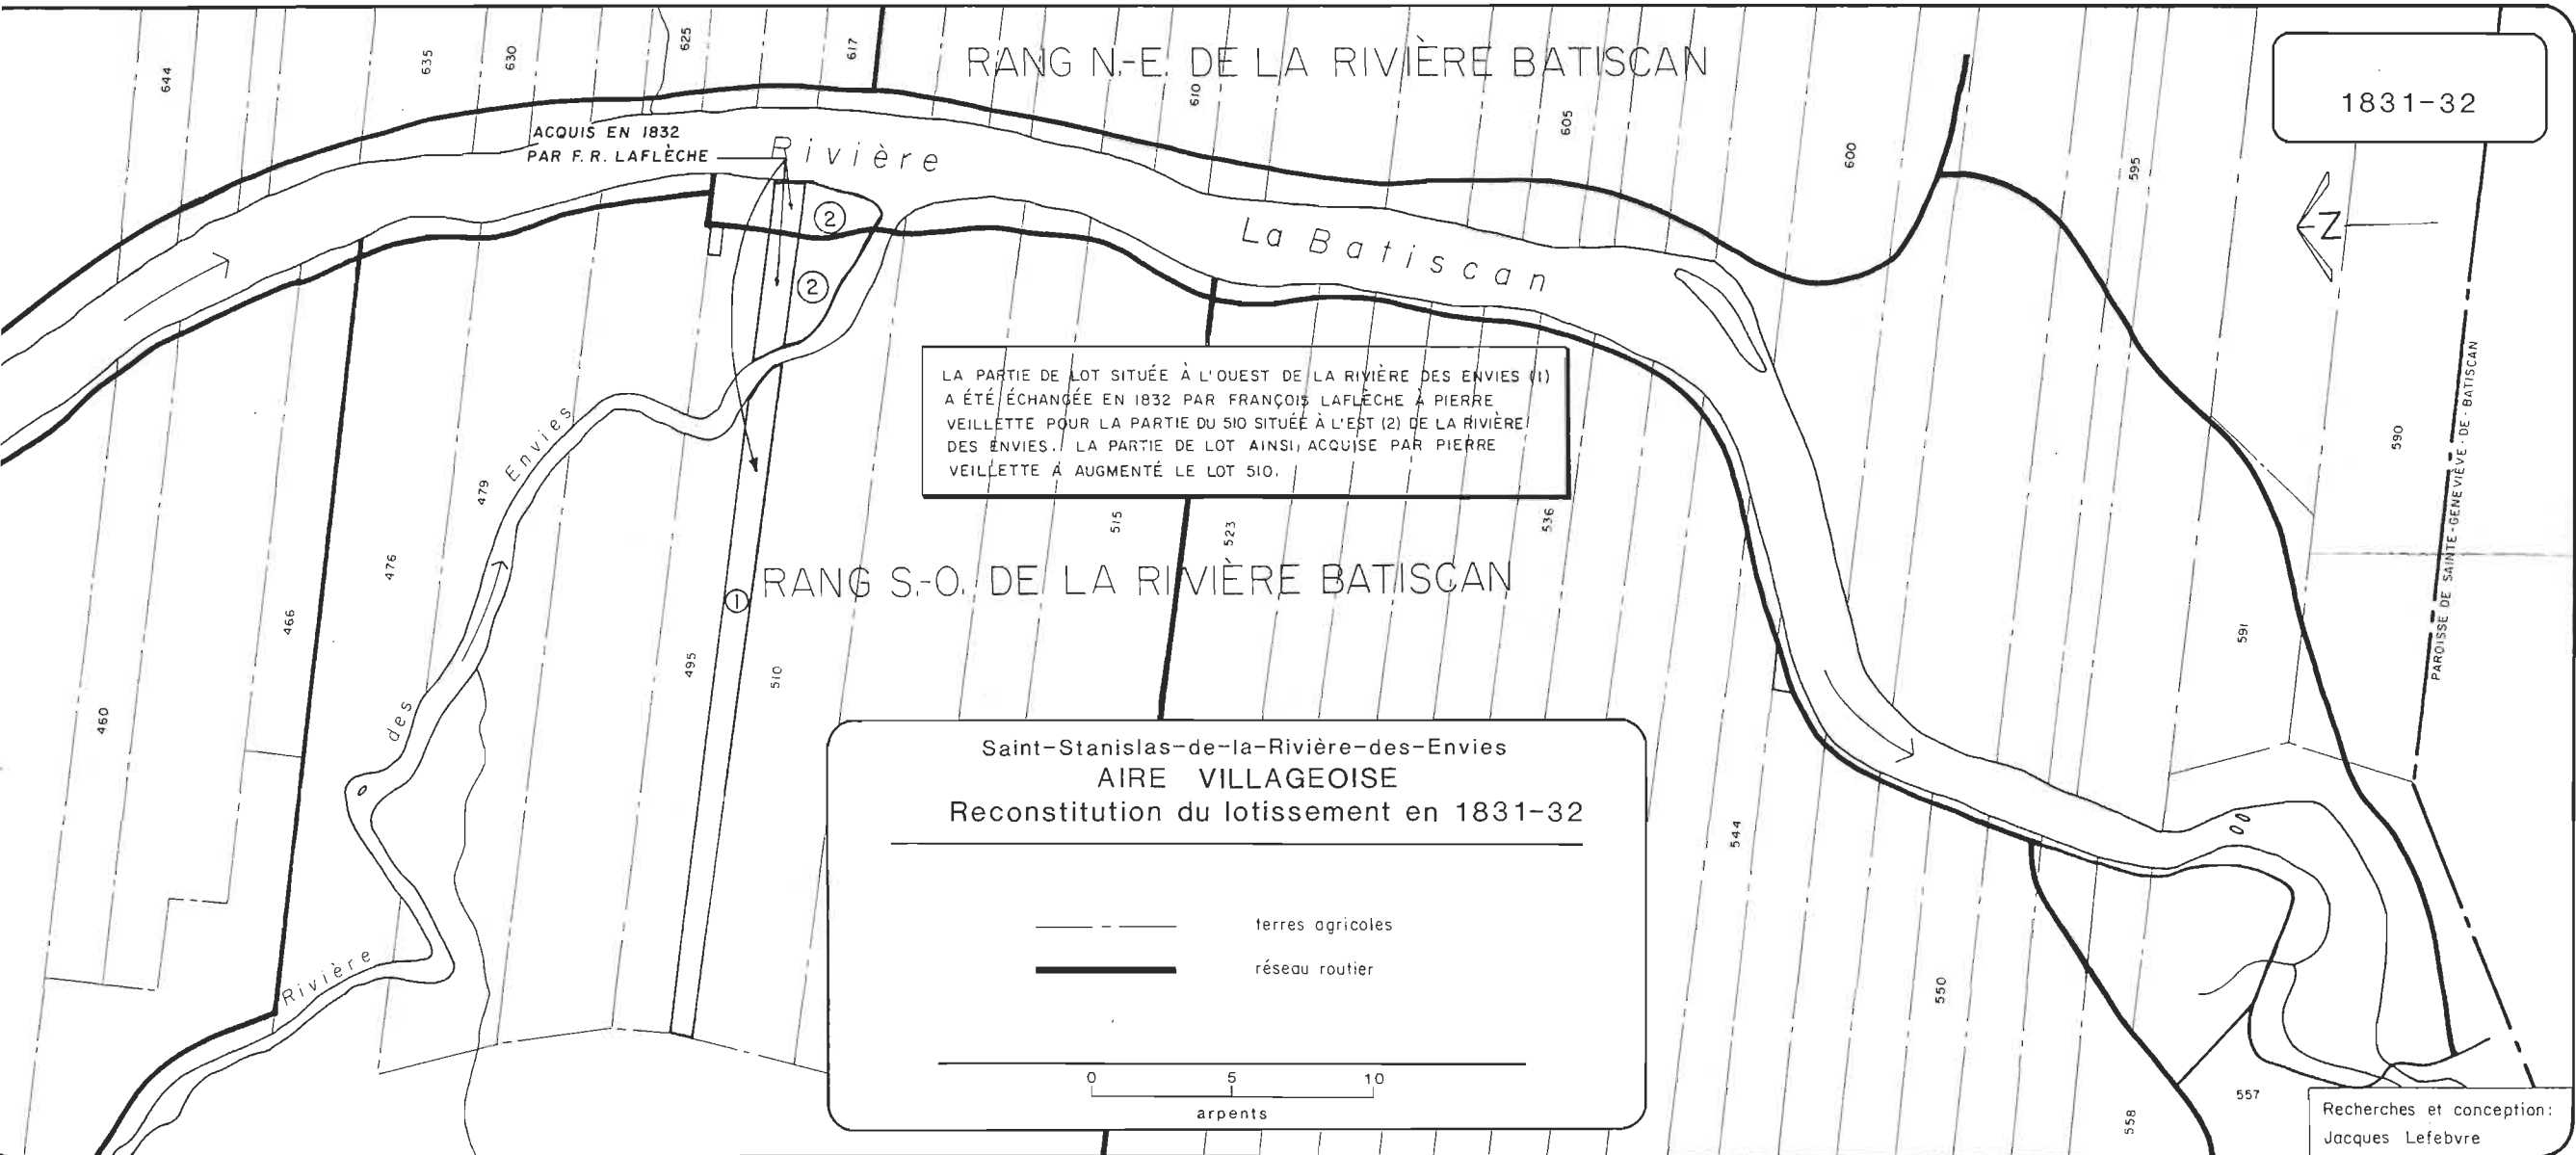 644
635
630
625
617
RANG N.-E. DE LA RIVIÈRE BATISCAN
610
605
600
595
1831-32
ACQUIS EN 1832
PAR F. R. LAFLÈCHE
Rivière
La Batiscan
N
2
2
LA PARTIE DE LOT SITUÉE À L'OUEST DE LA RIVIÈRE DES ENVIES (1)
A ÉTÉ ÉCHANGÉE EN 1832 PAR FRANÇOIS LAFLÈCHE À PIERRE
VEILLETTE POUR LA PARTIE DU 510 SITUÉE À L'EST (2) DE LA RIVIÈRE
DES ENVIES. LA PARTIE DE LOT AINSI ACQUISE PAR PIERRE
VEILLETTE A AUGMENTÉ LE LOT 510.
590
PAROISSE DE SAINTE-GENEVIÈVE-DE-BATISCAN
479
515
523
536
476
466
460
1
RANG S.-O. DE LA RIVIÈRE BATISCAN
495
510
591
Rivière des Envies
544
550
558
557
Saint-Stanislas-de-la-Rivière-des-Envies
AIRE VILLAGEOISE
Reconstitution du lotissement en 1831-32
terres agricoles
réseau routier
0 5 10
arpents
Recherches et conception:
Jacques Lefebvre